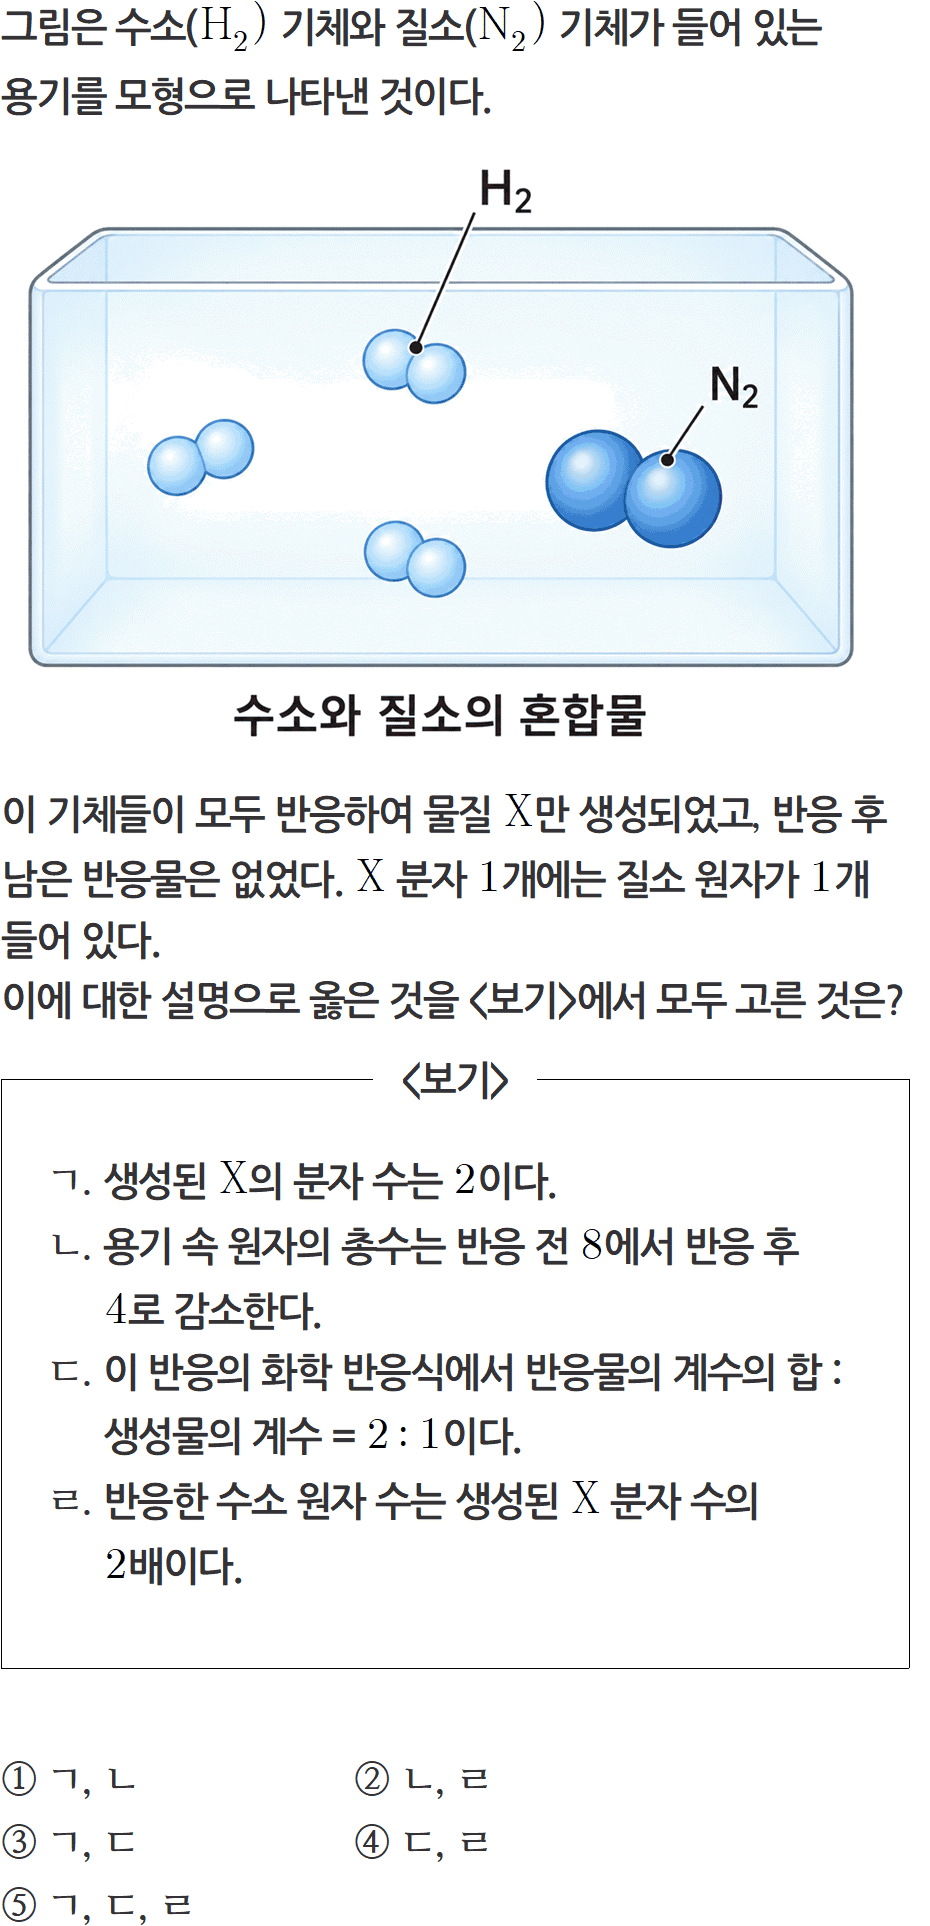 그림은 수소(H₂) 기체와 질소(N₂) 기체가 들어 있는
용기를 모형으로 나타낸 것이다.
H₂
N₂
수소와 질소의 혼합물
이 기체들이 모두 반응하여 물질 X만 생성되었고, 반응 후
남은 반응물은 없었다. X 분자 1개에는 질소 원자가 1개
들어 있다.
이에 대한 설명으로 옳은 것을 <보기>에서 모두 고른 것은?
<보기>
ㄱ. 생성된 X의 분자 수는 2이다.
ㄴ. 용기 속 원자의 총수는 반응 전 8에서 반응 후
4로 감소한다.
ㄷ. 이 반응의 화학 반응식에서 반응물의 계수의 합 :
생성물의 계수 = 2 : 1이다.
ㄹ. 반응한 수소 원자 수는 생성된 X 분자 수의
2배이다.
① ㄱ, ㄴ ② ㄴ, ㄹ
③ ㄱ, ㄷ ④ ㄷ, ㄹ
⑤ ㄱ, ㄷ, ㄹ